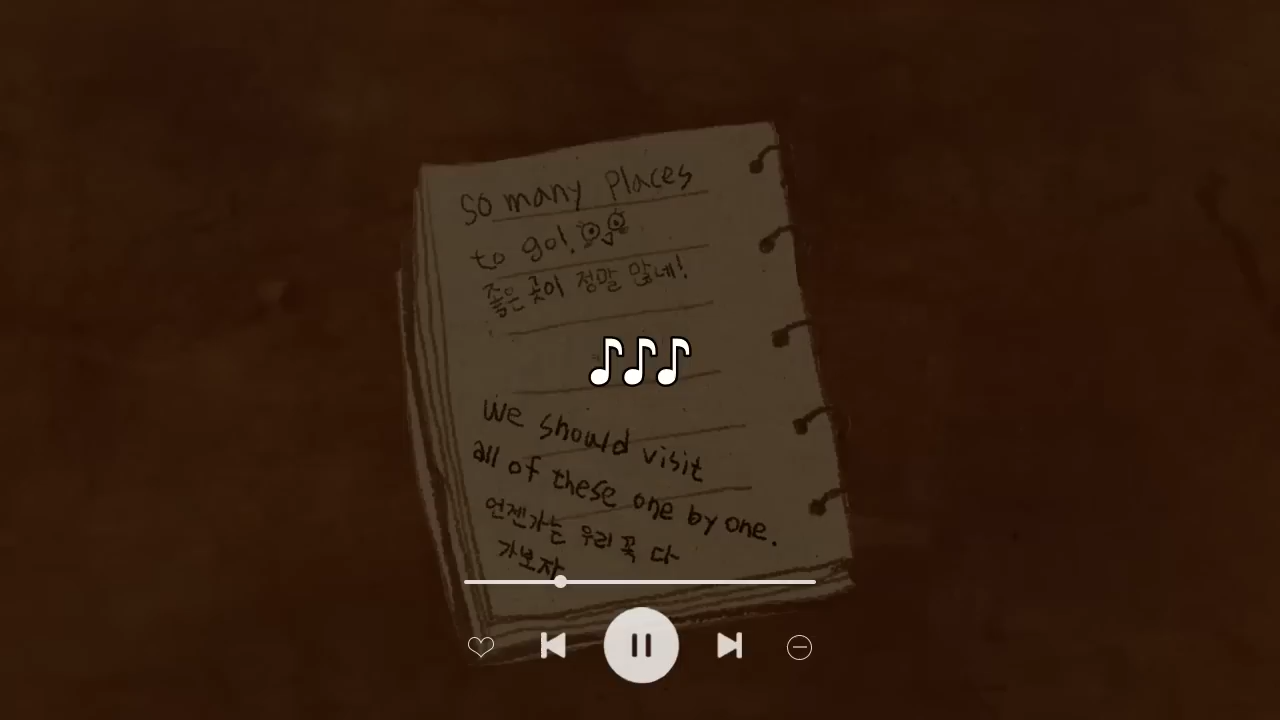 so many places
to go!
좋은 곳이 정말 많네!
♪♪♪
we should visit
all of these one by one.
언젠가는 우리 꼭 다
가보자